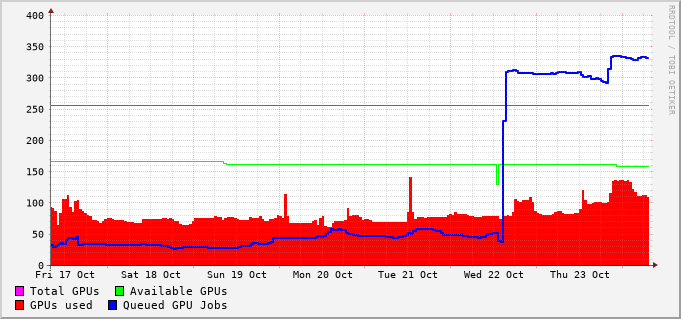 400
350
300
250
200
150
100
50
0
Fri 17 Oct Sat 18 Oct Sun 19 Oct Mon 20 Oct Tue 21 Oct Wed 22 Oct Thu 23 Oct
Total GPUs Available GPUs
GPUs used Queued GPU Jobs
RRDTOOL / TOBI OETIKER